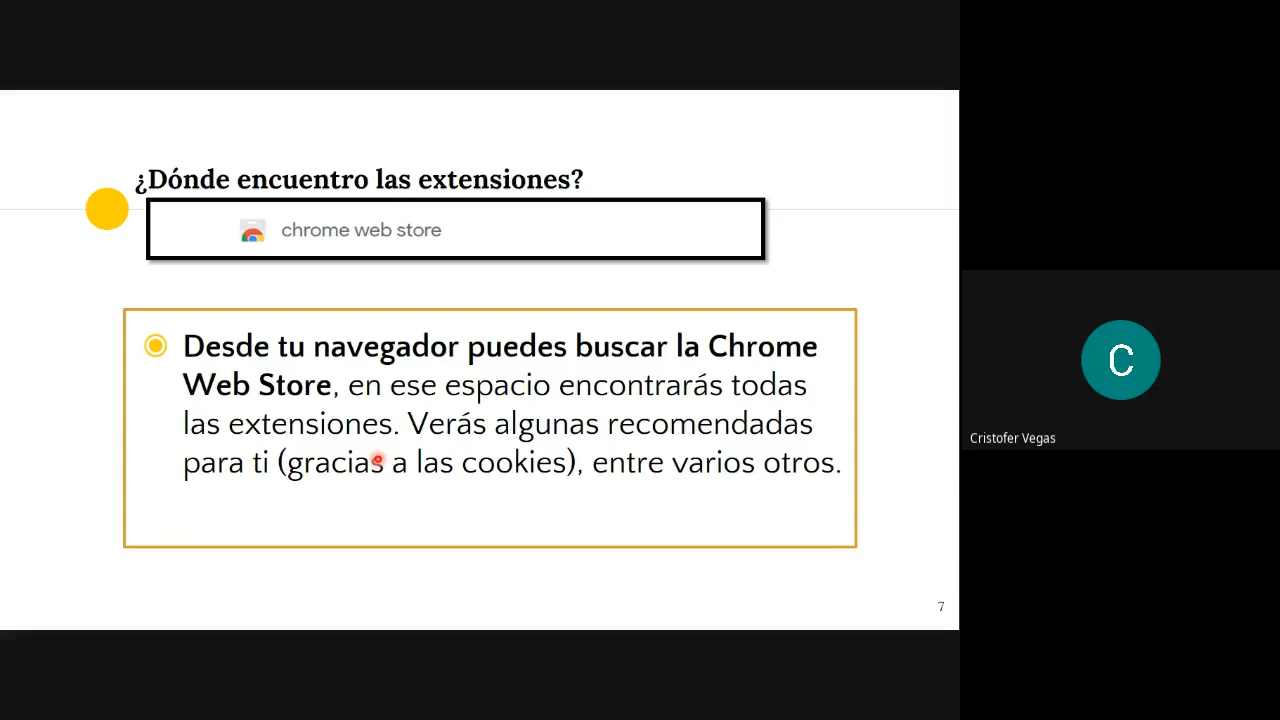 ¿Dónde encuentro las extensiones?
chrome web store
Desde tu navegador puedes buscar la Chrome
Web Store, en ese espacio encontrarás todas
las extensiones. Verás algunas recomendadas
para ti (gracias a las cookies), entre varios otros.
7
C
Cristofer Vegas